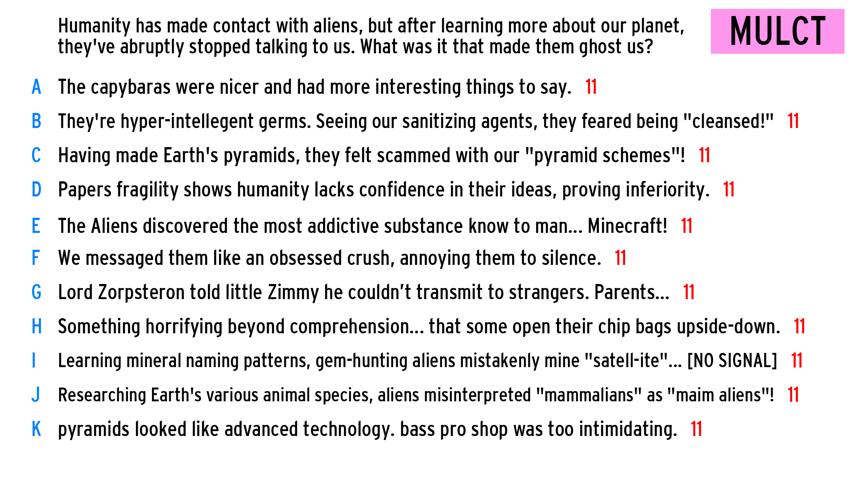 Humanity has made contact with aliens, but after learning more about our planet,
they've abruptly stopped talking to us. What was it that made them ghost us?
MULCT
A The capybaras were nicer and had more interesting things to say. 11
B They're hyper-intellegent germs. Seeing our sanitizing agents, they feared being "cleansed!" 11
C Having made Earth's pyramids, they felt scammed with our "pyramid schemes"! 11
D Papers fragility shows humanity lacks confidence in their ideas, proving inferiority. 11
E The Aliens discovered the most addictive substance know to man... Minecraft! 11
F We messaged them like an obsessed crush, annoying them to silence. 11
G Lord Zorpsteron told little Zimmy he couldn't transmit to strangers. Parents... 11
H Something horrifying beyond comprehension... that some open their chip bags upside-down. 11
I Learning mineral naming patterns, gem-hunting aliens mistakenly mine "satell-ite"... [NO SIGNAL] 11
J Researching Earth's various animal species, aliens misinterpreted "mammalians" as "maim aliens"! 11
K pyramids looked like advanced technology. bass pro shop was too intimidating. 11